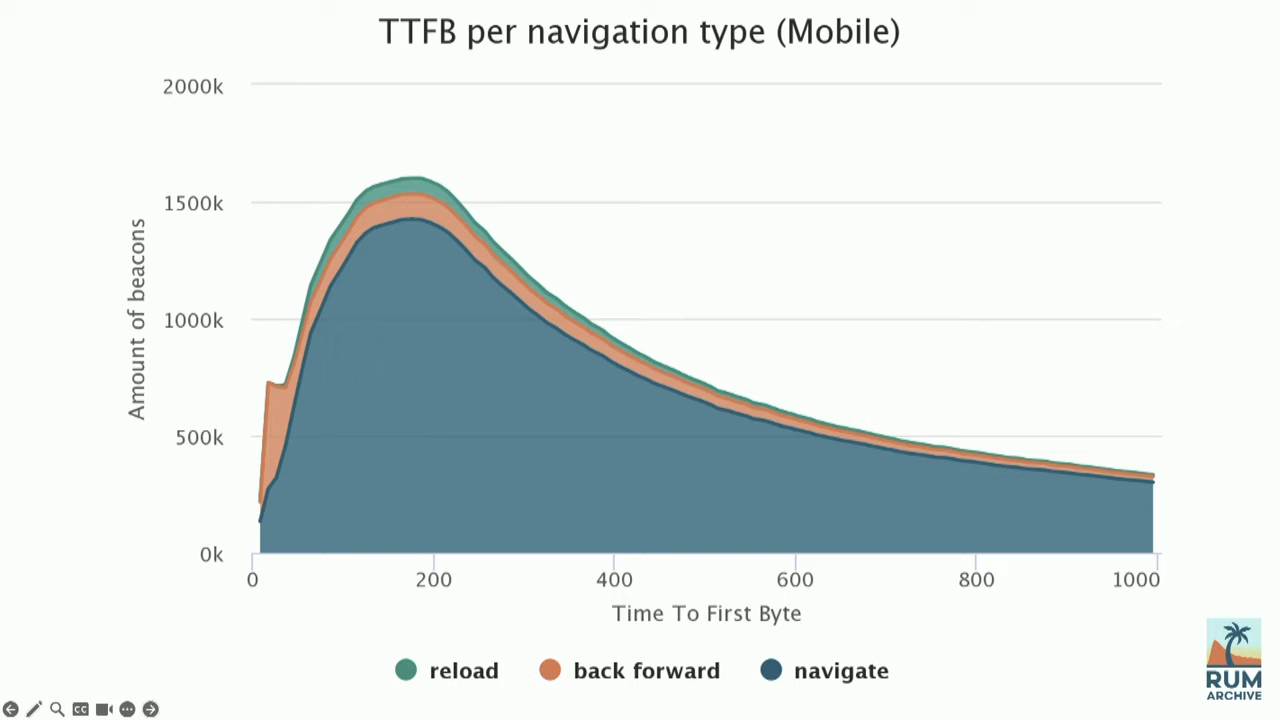 TTFB per navigation type (Mobile)
2000k
1500k
1000k
500k
0k
Amount of beacons
0
200
400
600
800
1000
Time To First Byte
reload
back forward
navigate
RUM
ARCHIVE
CC